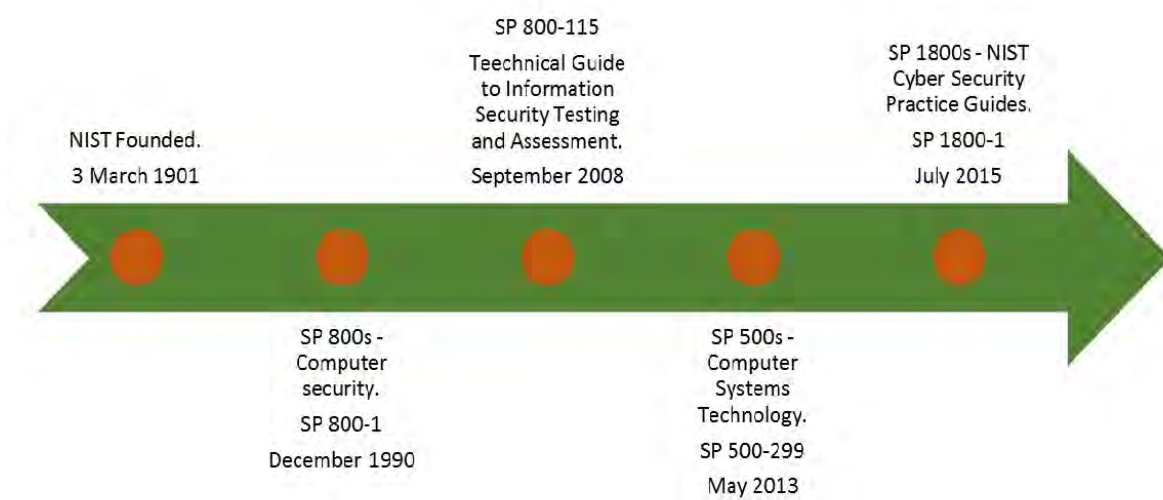 NIST Founded.
3 March 1901
SP 800s -
Computer
security.
SP 800-1
December 1990
SP 800-115
Teechnical Guide
to Information
Security Testing
and Assessment.
September 2008
SP 500s -
Computer
Systems
Technology.
SP 500-299
May 2013
SP 1800s - NIST
Cyber Security
Practice Guides.
SP 1800-1
July 2015